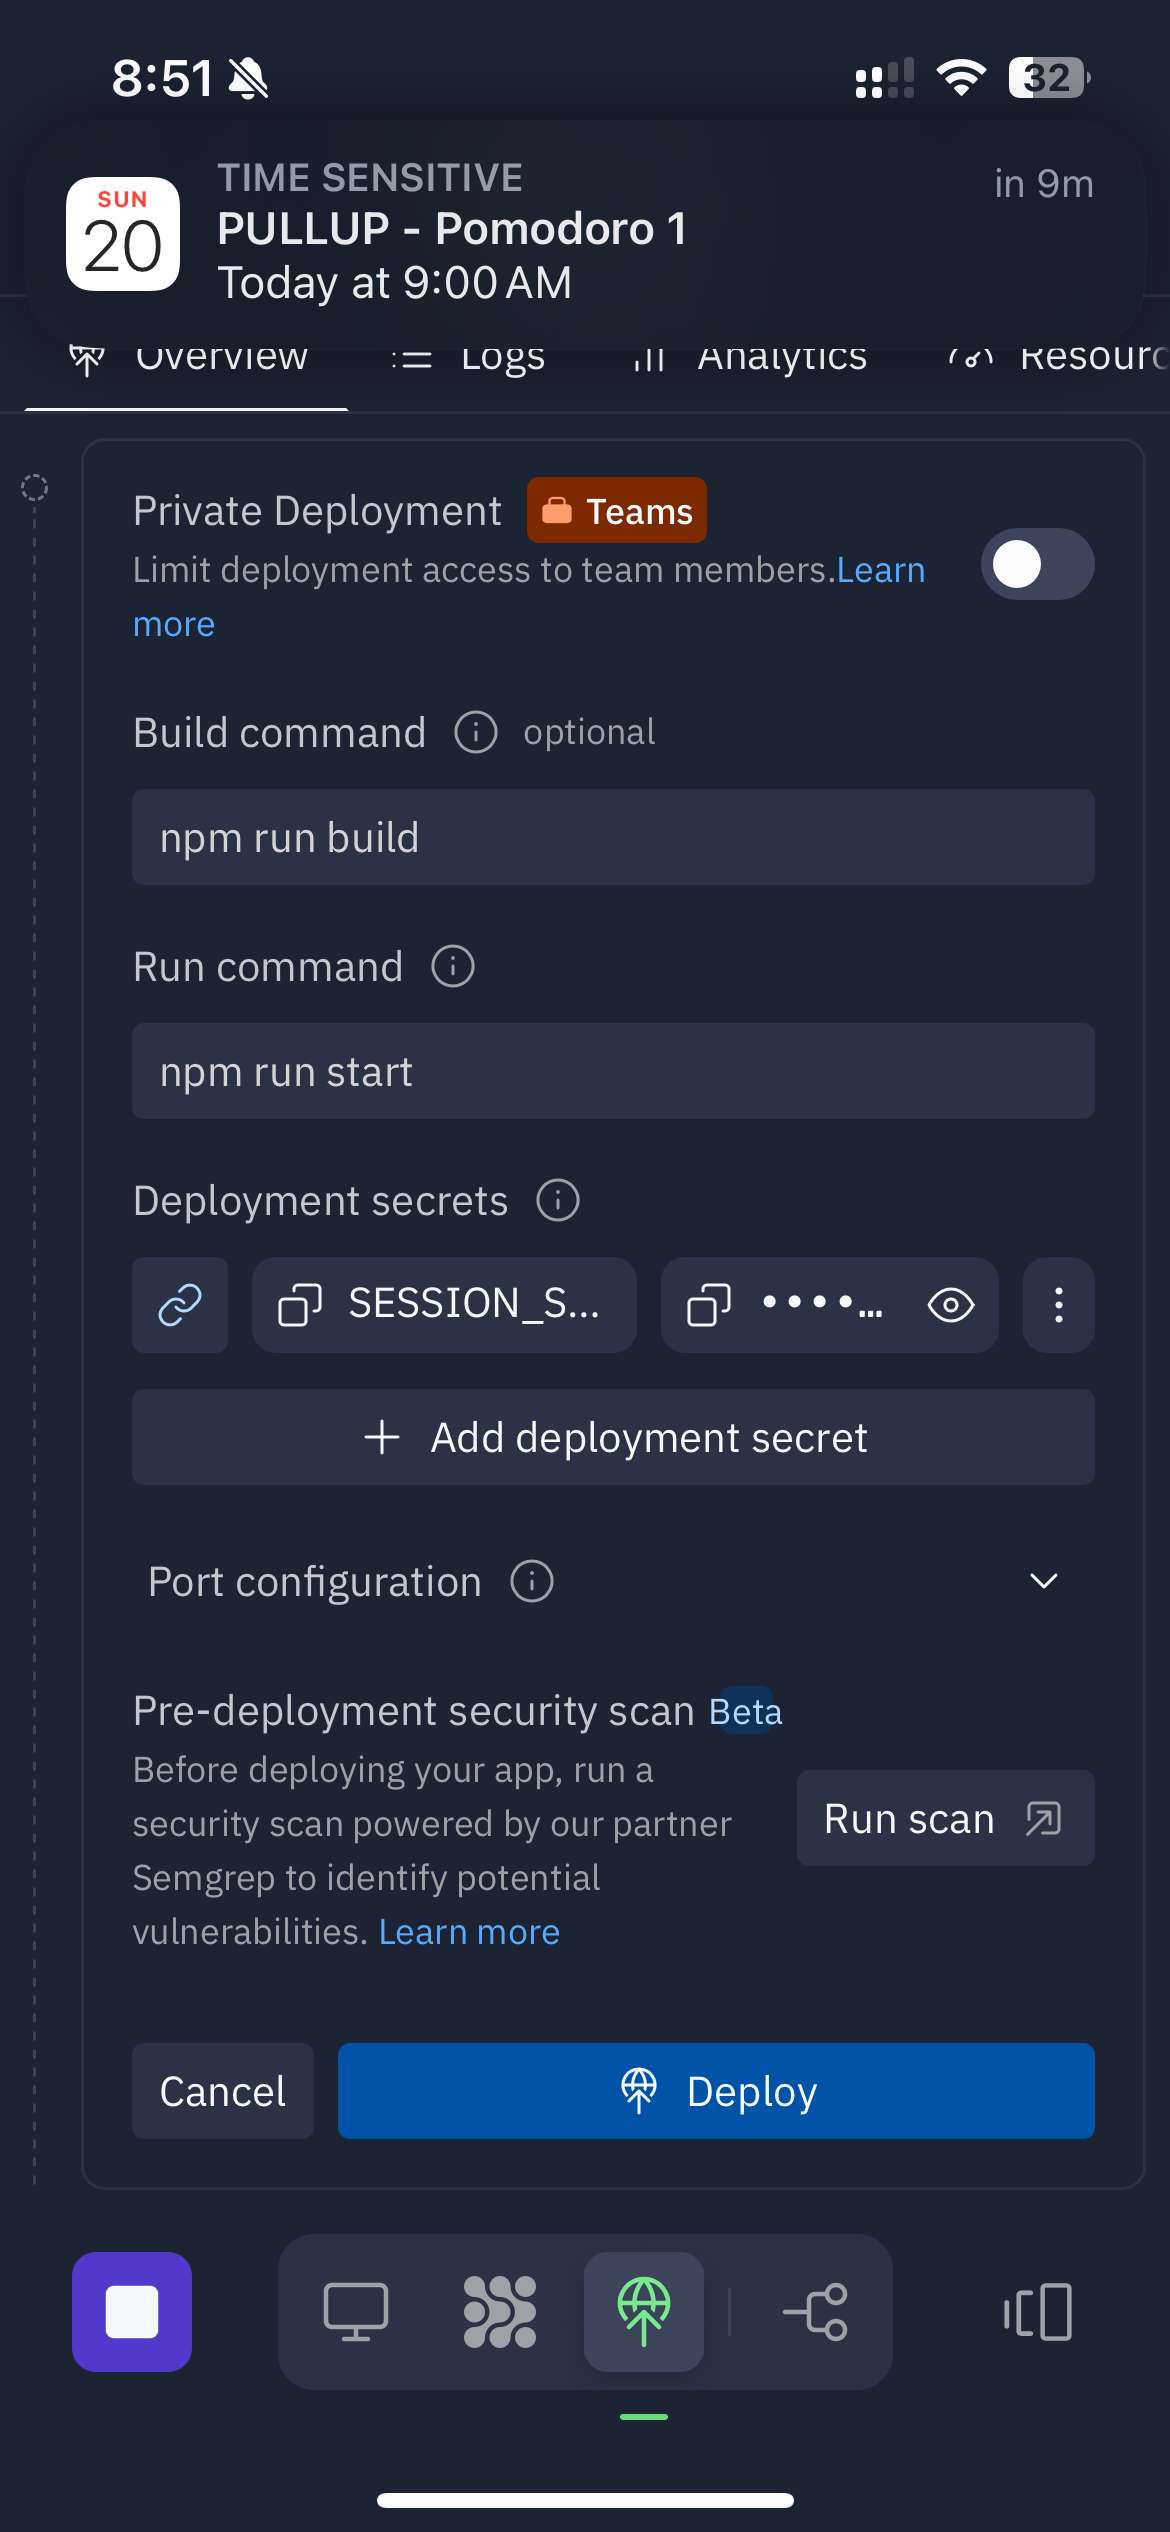 8:51
32
SUN
20
TIME SENSITIVE
in 9m
PULLUP - Pomodoro 1
Today at 9:00 AM
Overview
Logs
Analytics
Resourc
Private Deployment
Teams
Limit deployment access to team members.Learn
more
Build command
optional
npm run build
Run command
npm run start
Deployment secrets
SESSION_S...
••••...
Add deployment secret
Port configuration
Pre-deployment security scan Beta
Before deploying your app, run a
security scan powered by our partner
Semgrep to identify potential
vulnerabilities. Learn more
Run scan
Cancel
Deploy